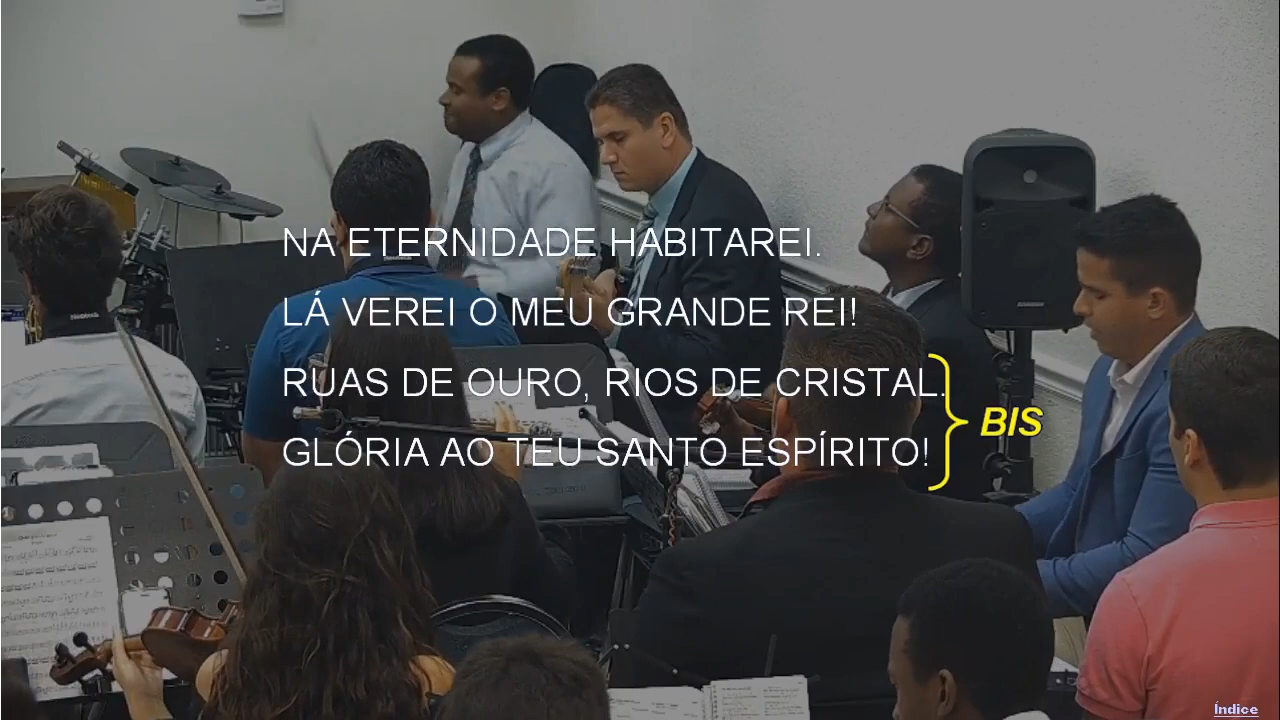 NA ETERNIDADE HABITAREI.
LÁ VEREI O MEU GRANDE REI!
RUAS DE OURO, RIOS DE CRISTAL.
GLÓRIA AO TEU SANTO ESPÍRITO!
BIS
Índice